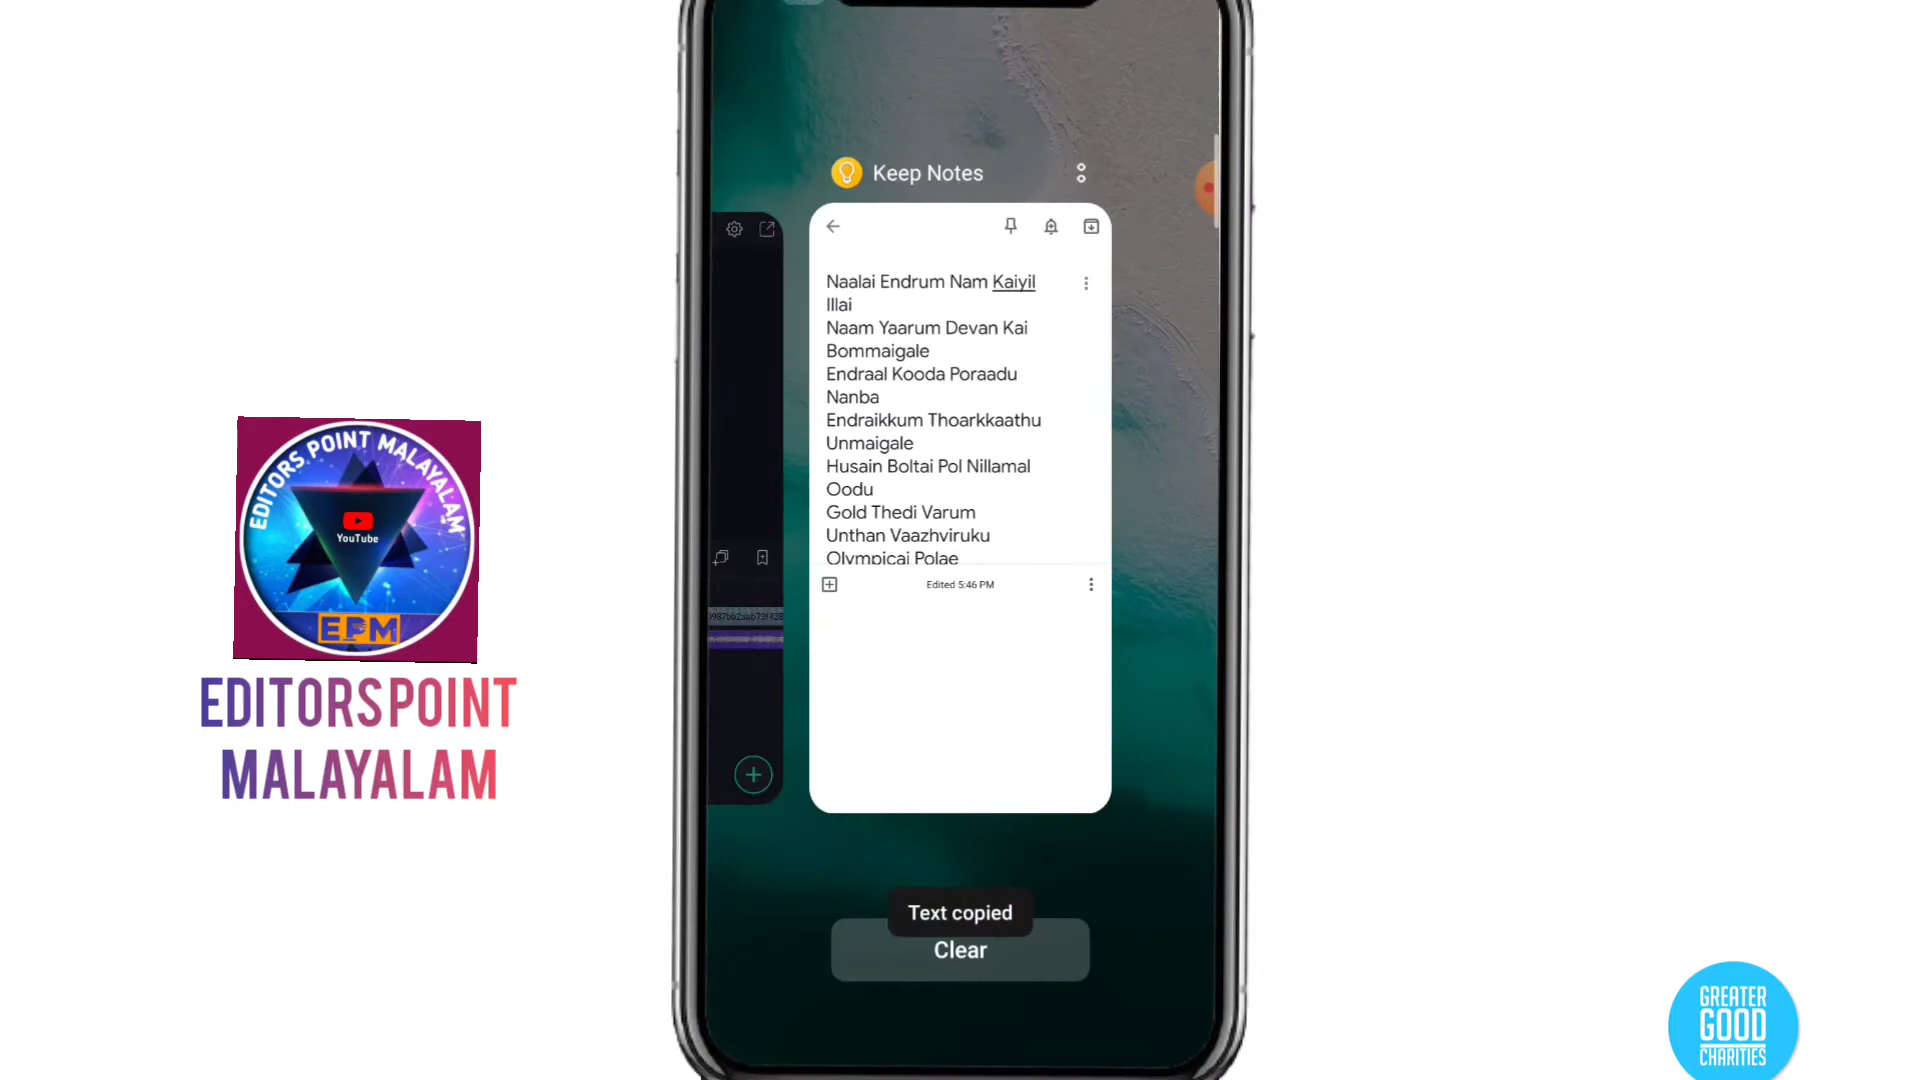 Keep Notes
Naalai Endrum Nam Kaiyil
Illai
Naam Yaarum Devan Kai
Bommaigale
Endraal Kooda Poraadu
Nanba
Endraikkum Thoarkkaathu
Unmaigale
Husain Boltai Pol Nillamal
Oodu
Gold Thedi Varum
Unthan Vaazhviruku
Olympicai Polae
Edited 5:46 PM
Text copied
Clear
EDITORS POINT MALAYALAM
YouTube
EPM
EDITORS POINT
MALAYALAM
GREATER
GOOD
CHARITIES